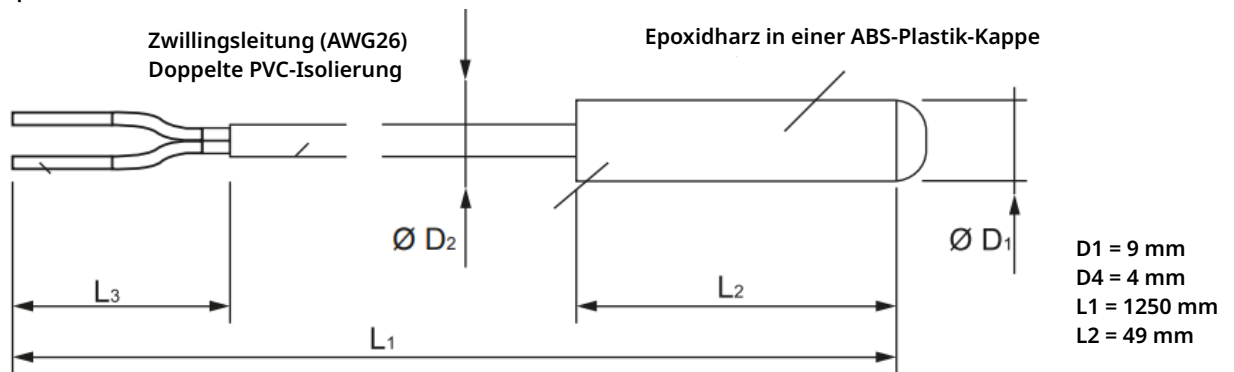 Zwillingsleitung (AWG26)
Doppelte PVC-Isolierung
Epoxidharz in einer ABS-Plastik-Kappe
Ø D2
Ø D1
L3
L2
L1
D1 = 9 mm
D4 = 4 mm
L1 = 1250 mm
L2 = 49 mm